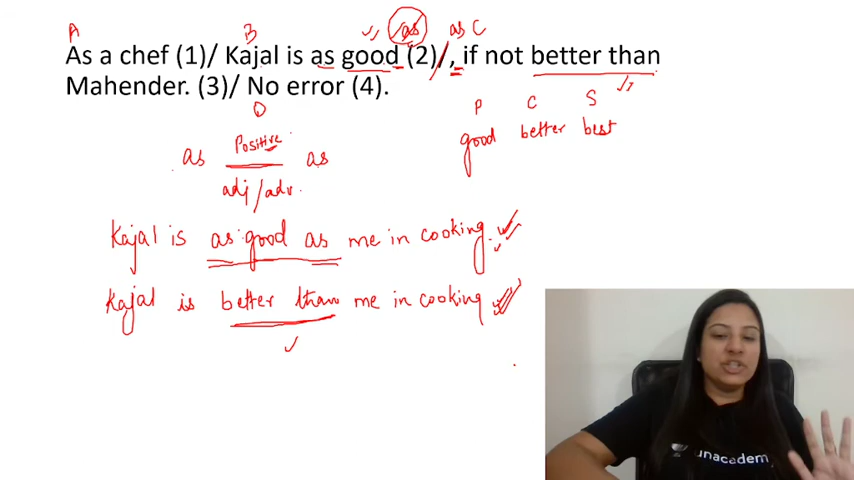 A B as as C
As a chef (1)/ Kajal is as good (2)/, if not better than
Mahender. (3)/ No error (4).
D
P C S
good better best
as Positive as
adj/adv.
Kajal is as good as me in cooking.
Kajal is better than me in cooking
unacademy